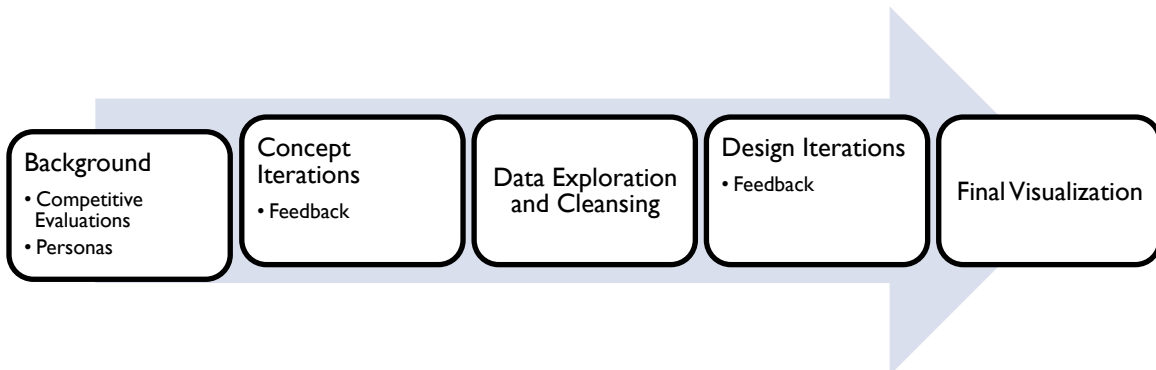 Background
• Competitive
Evaluations
• Personas
Concept
Iterations
• Feedback
Data Exploration
and Cleansing
Design Iterations
• Feedback
Final Visualization